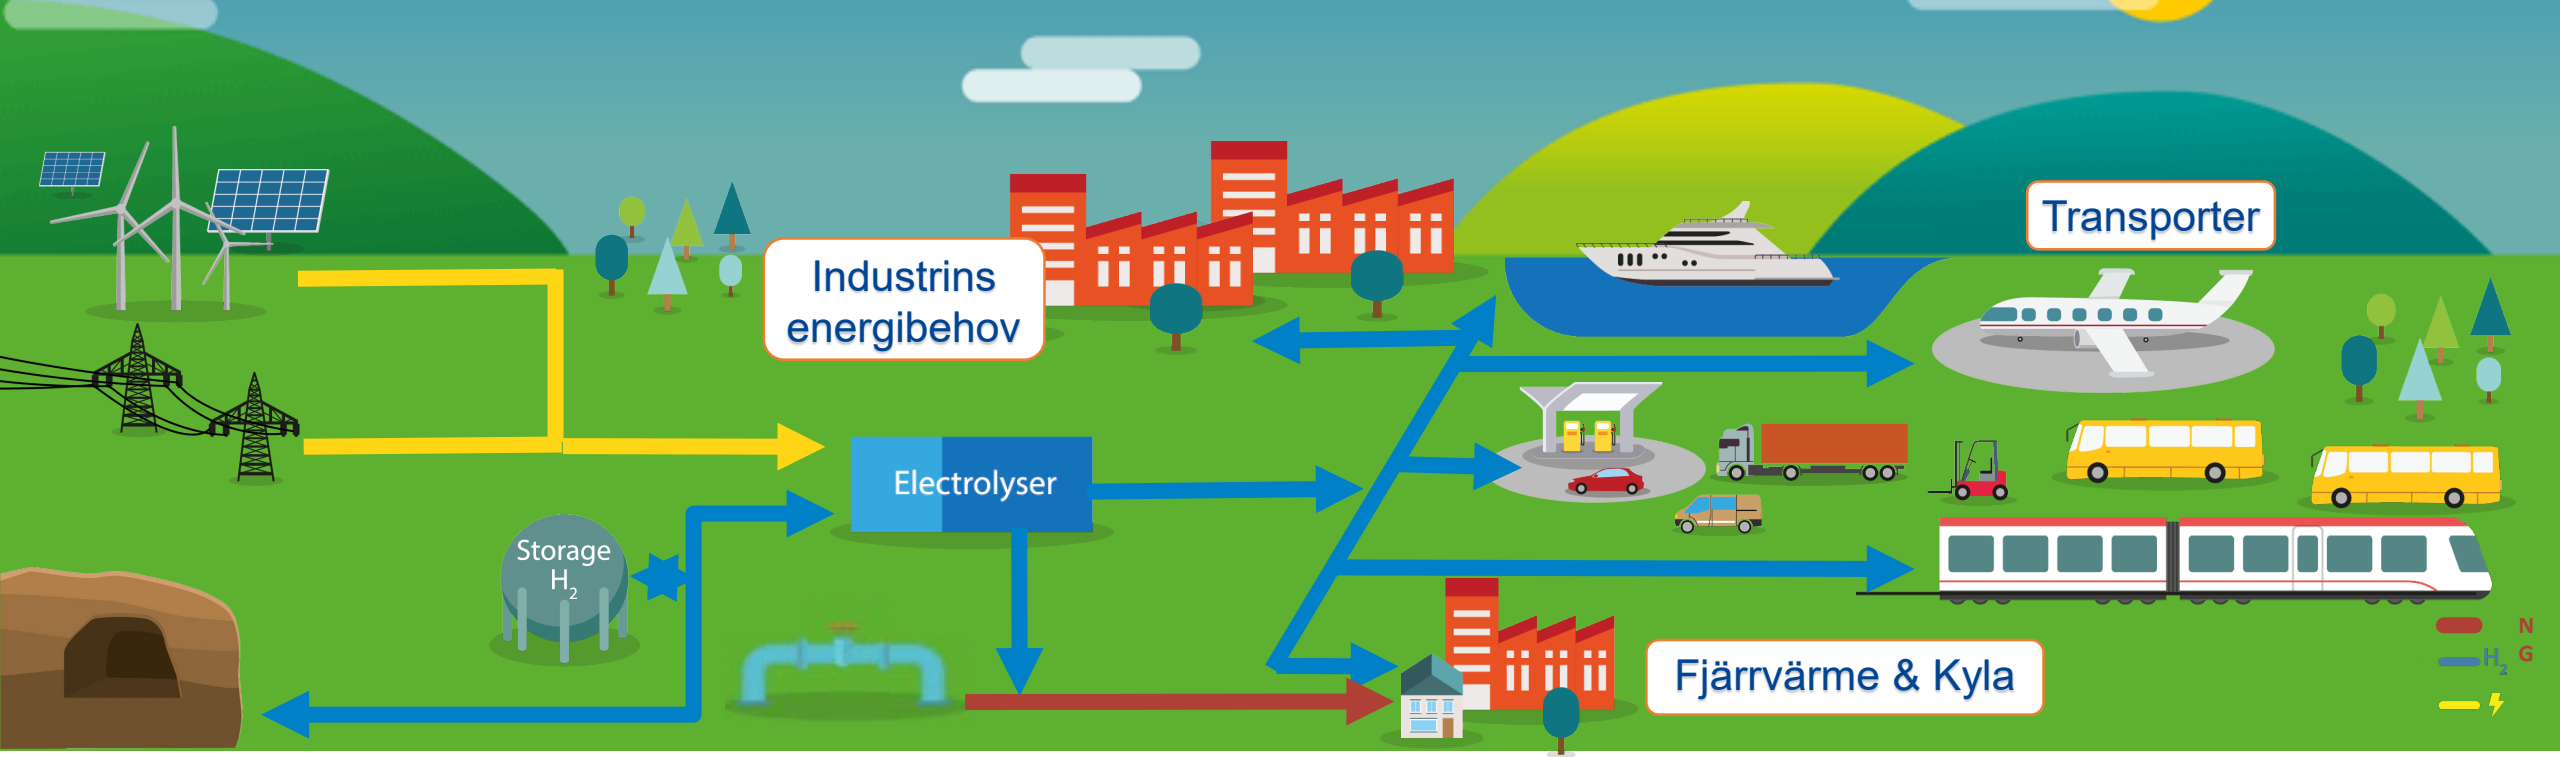 Transporter
Industrins
energibehov
Electrolyser
Storage
H₂
Fjärrvärme & Kyla
N
G
H₂